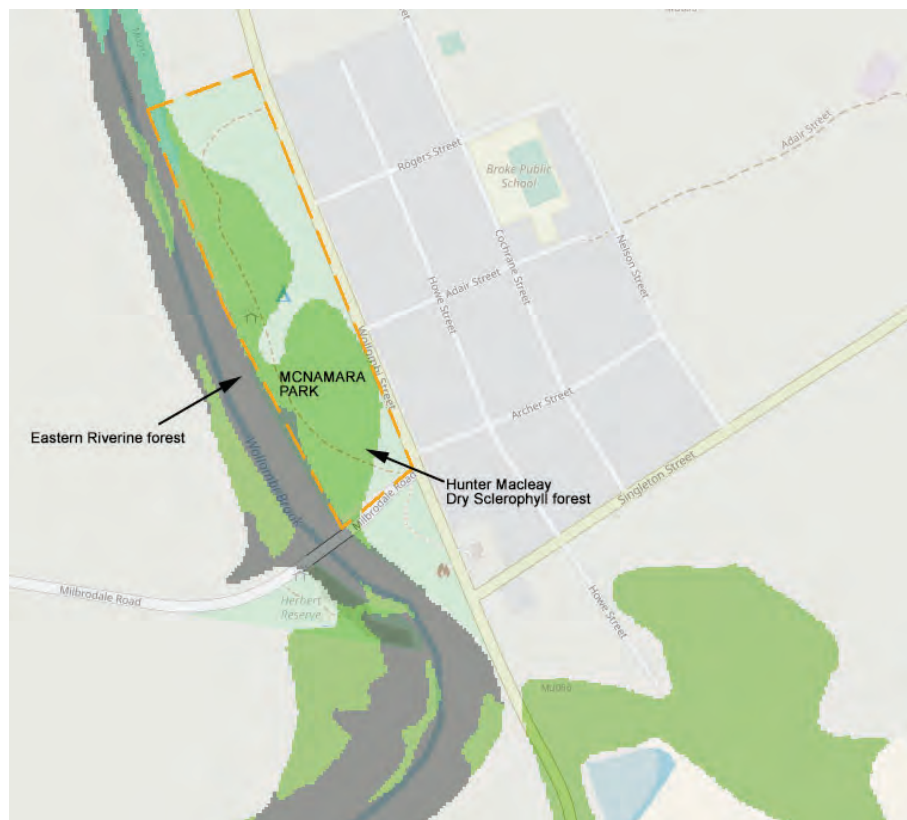 Rogers Street
Broke Public
School
Adair Street
Cochrane Street
Nelson Street
Howe Street
Adair Street
Wollombi Street
MCNAMARA
PARK
Archer Street
Eastern Riverine forest
Wollombi Brook
Hunter Macleay
Dry Sclerophyll forest
Singleton Street
Milbrodale Road
Milbrodale Road
Herbert
Reserve
Howe Street